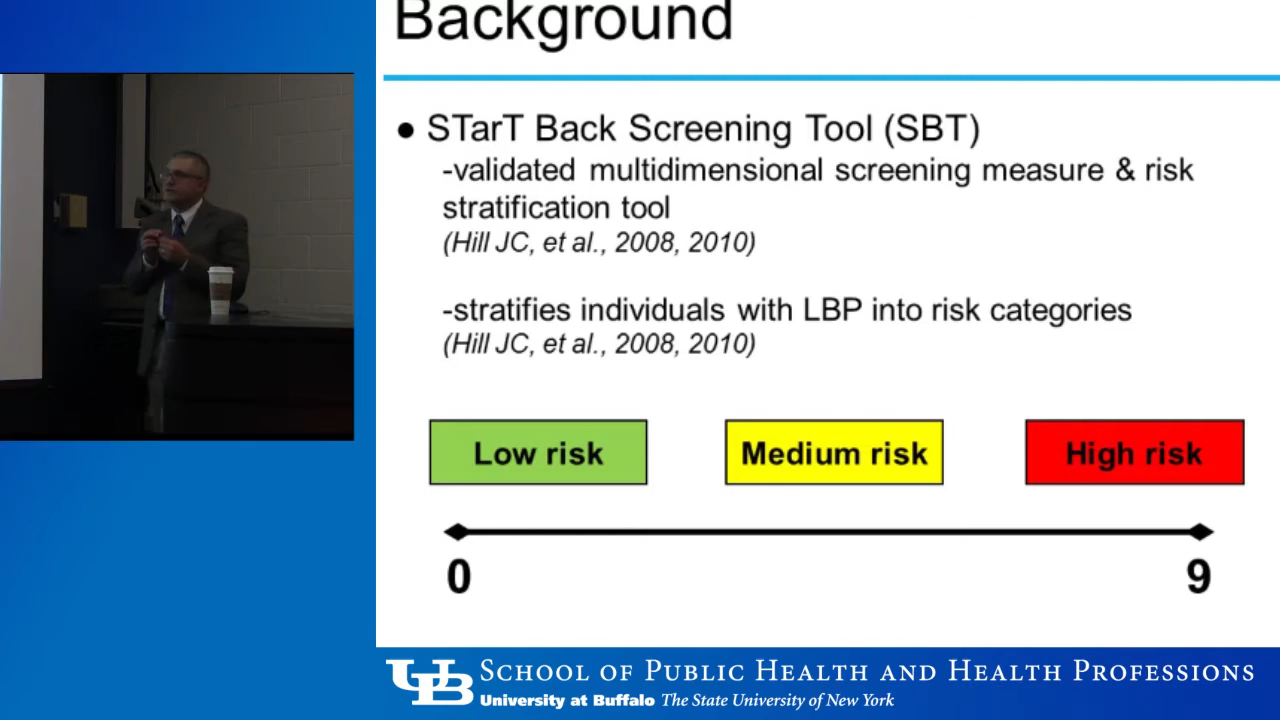 Background
● STarT Back Screening Tool (SBT)
-validated multidimensional screening measure & risk
stratification tool
(Hill JC, et al., 2008, 2010)
-stratifies individuals with LBP into risk categories
(Hill JC, et al., 2008, 2010)
Low risk
Medium risk
High risk
0
9
UB
School of Public Health and Health Professions
University at Buffalo The State University of New York